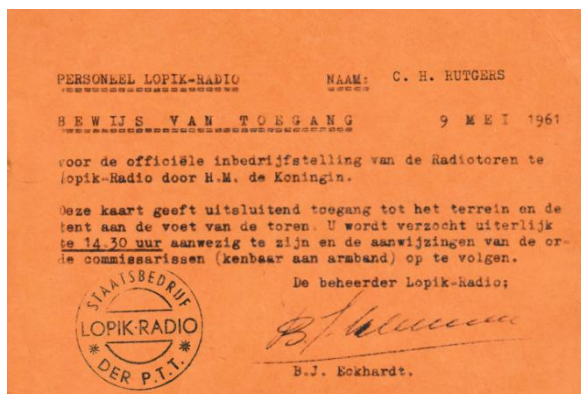 PERSONEEL LOPIK-RADIO NAAM: C. H. RUTGERS
BEWIJS VAN TOEGANG 9 MEI 1961
voor de officiële inbedrijfstelling van de Radiotoren te
Lopik-Radio door H.M. de Koningin.
Deze kaart geeft uitsluitend toegang tot het terrein en de
tent aan de voet van de toren. U wordt verzocht uiterlijk
te 14.30 uur aanwezig te zijn en de aanwijzingen van de or-
de commissarissen (kenbaar aan armband) op te volgen.
De beheerder Lopik-Radio;
STAATSBEDRIJF
LOPIK-RADIO
DER P.T.T.
B.J. Eckhardt.